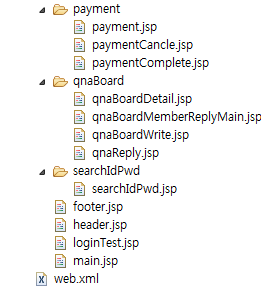 payment
payment.jsp
paymentCancle.jsp
paymentComplete.jsp
qnaBoard
qnaBoardDetail.jsp
qnaBoardMemberReplyMain.jsp
qnaBoardWrite.jsp
qnaReply.jsp
searchIdPwd
searchIdPwd.jsp
footer.jsp
header.jsp
loginTest.jsp
main.jsp
web.xml